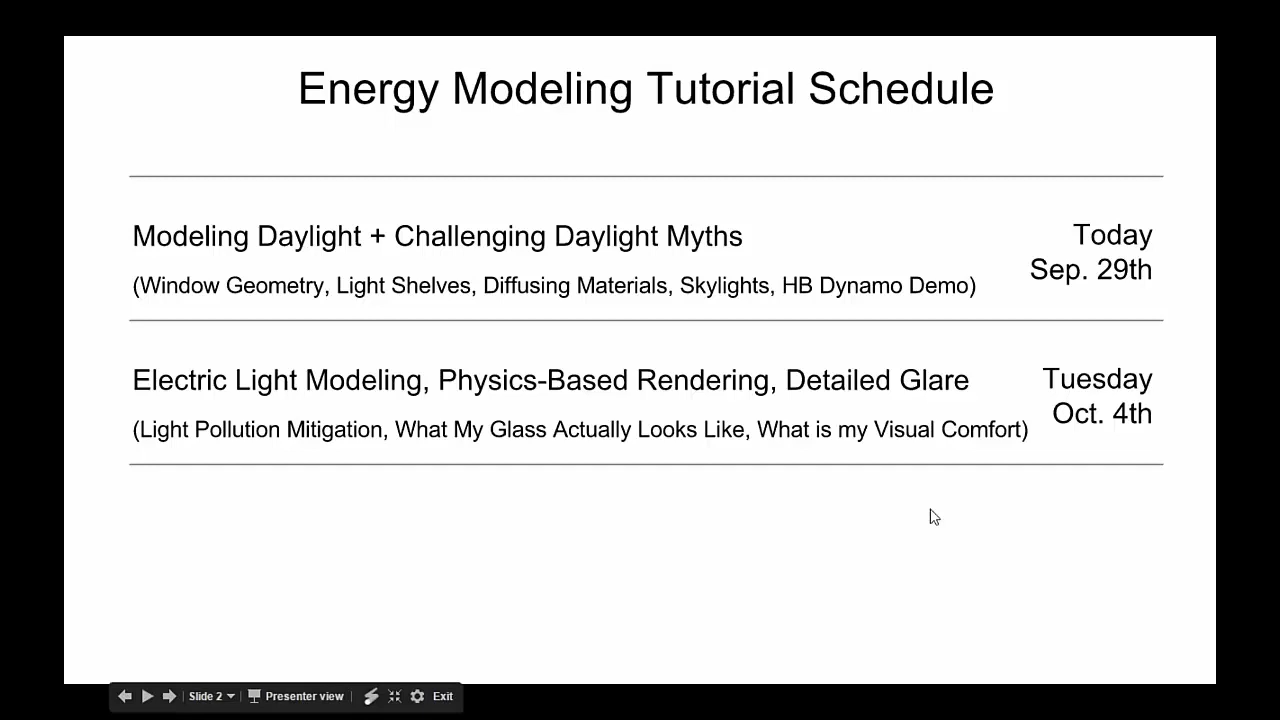 Energy Modeling Tutorial Schedule
Modeling Daylight + Challenging Daylight Myths
(Window Geometry, Light Shelves, Diffusing Materials, Skylights, HB Dynamo Demo)
Today
Sep. 29th
Electric Light Modeling, Physics-Based Rendering, Detailed Glare
(Light Pollution Mitigation, What My Glass Actually Looks Like, What is my Visual Comfort)
Tuesday
Oct. 4th
Slide 2 Presenter view Exit